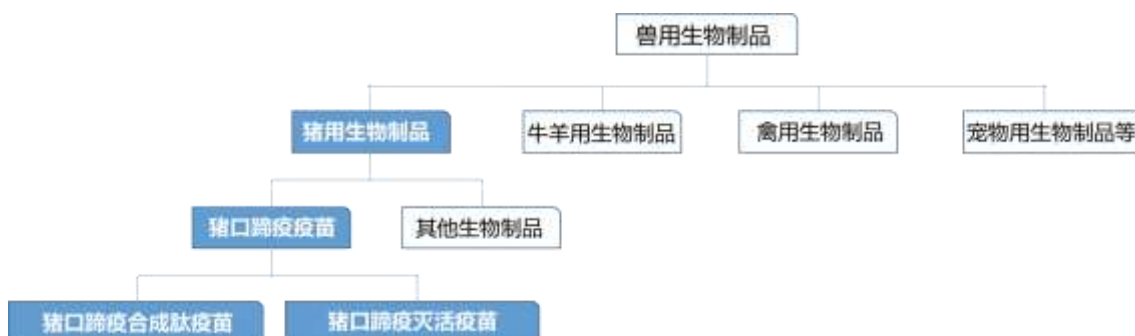 兽用生物制品
猪用生物制品
牛羊用生物制品
禽用生物制品
宠物用生物制品等
猪口蹄疫疫苗
其他生物制品
猪口蹄疫合成肽疫苗
猪口蹄疫灭活疫苗